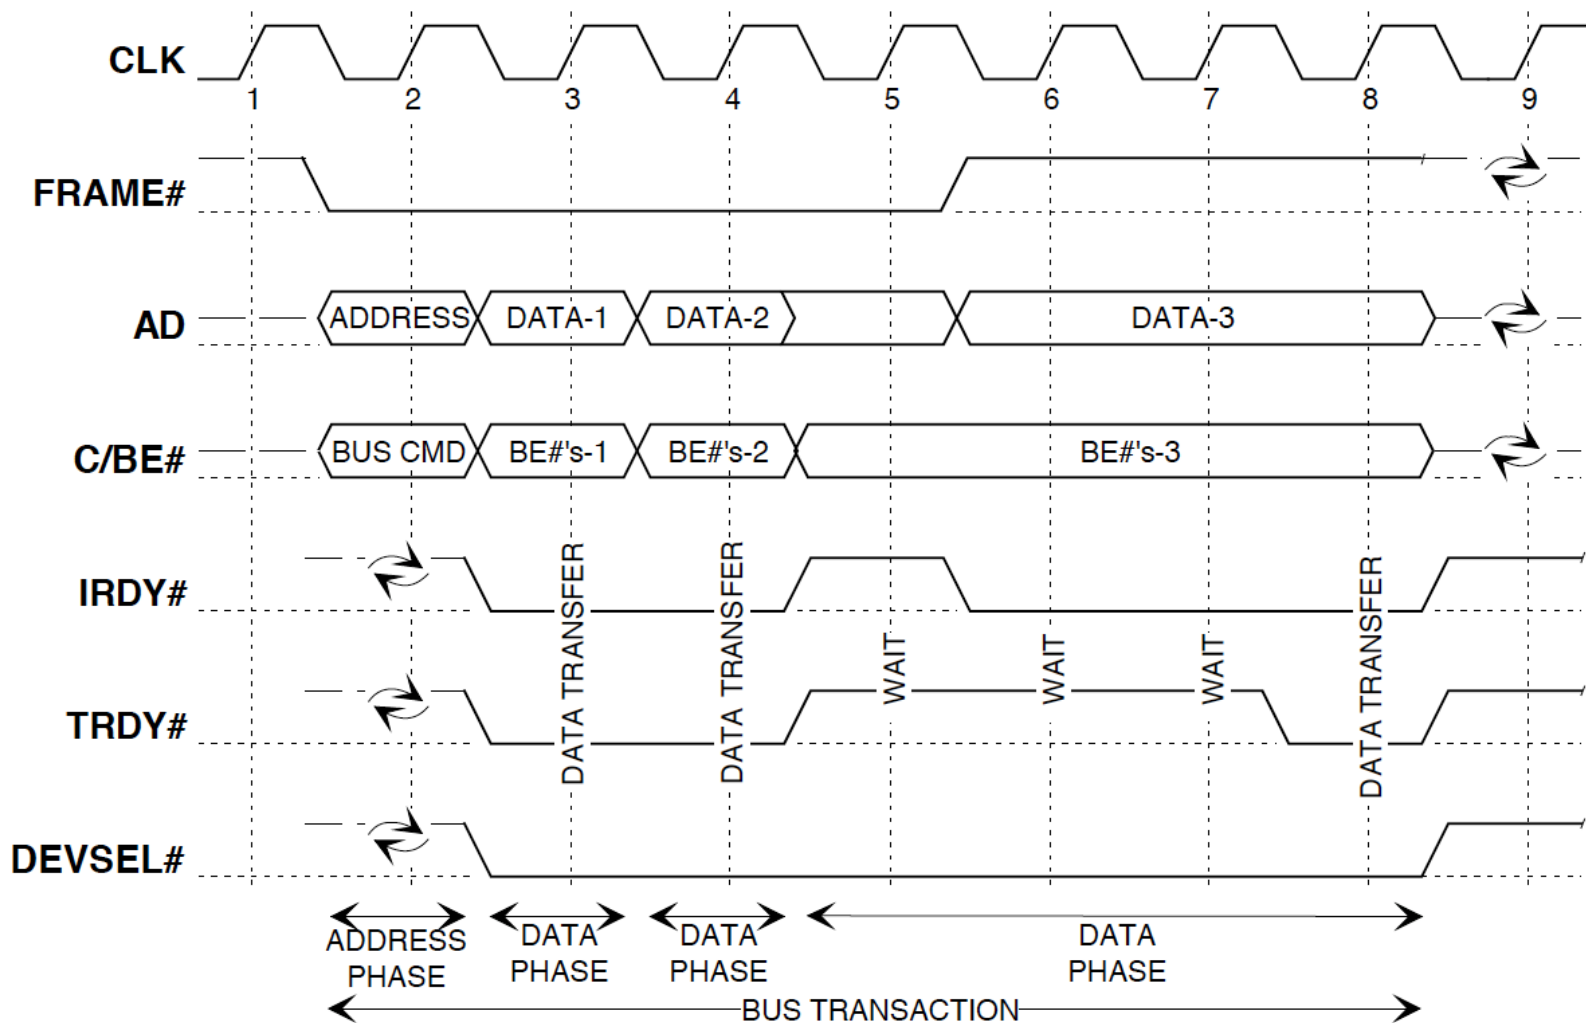 CLK
1 2 3 4 5 6 7 8 9
FRAME#
AD
ADDRESS DATA-1 DATA-2 DATA-3
C/BE#
BUS CMD BE#'s-1 BE#'s-2 BE#'s-3
IRDY#
TRDY#
DEVSEL#
DATA TRANSFER
DATA TRANSFER
WAIT
WAIT
WAIT
DATA TRANSFER
ADDRESS
PHASE
DATA
PHASE
DATA
PHASE
DATA
PHASE
BUS TRANSACTION